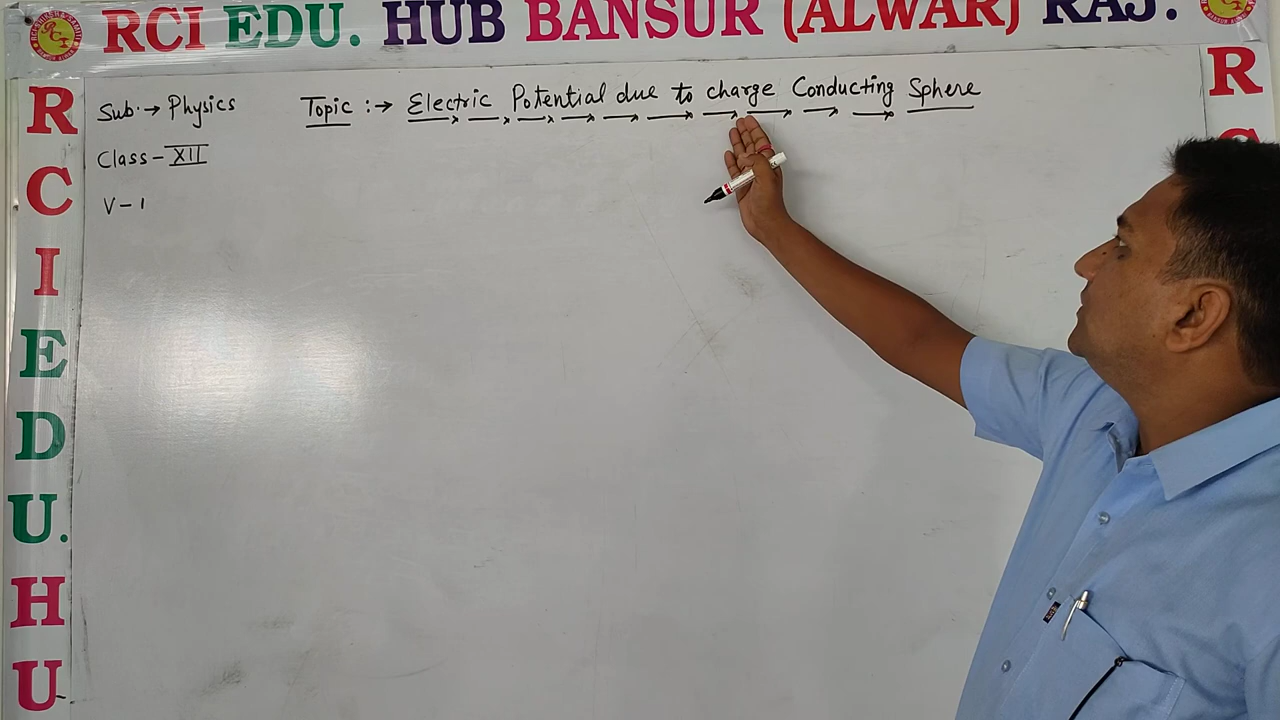 RCI EDU. HUB BANSUR (ALWAR) RAJ.
R
C
I
E
D
U.
H
U
R
Sub:→ Physics
Topic :→ Electric Potential due to charge Conducting Sphere
Class - XII
V - 1